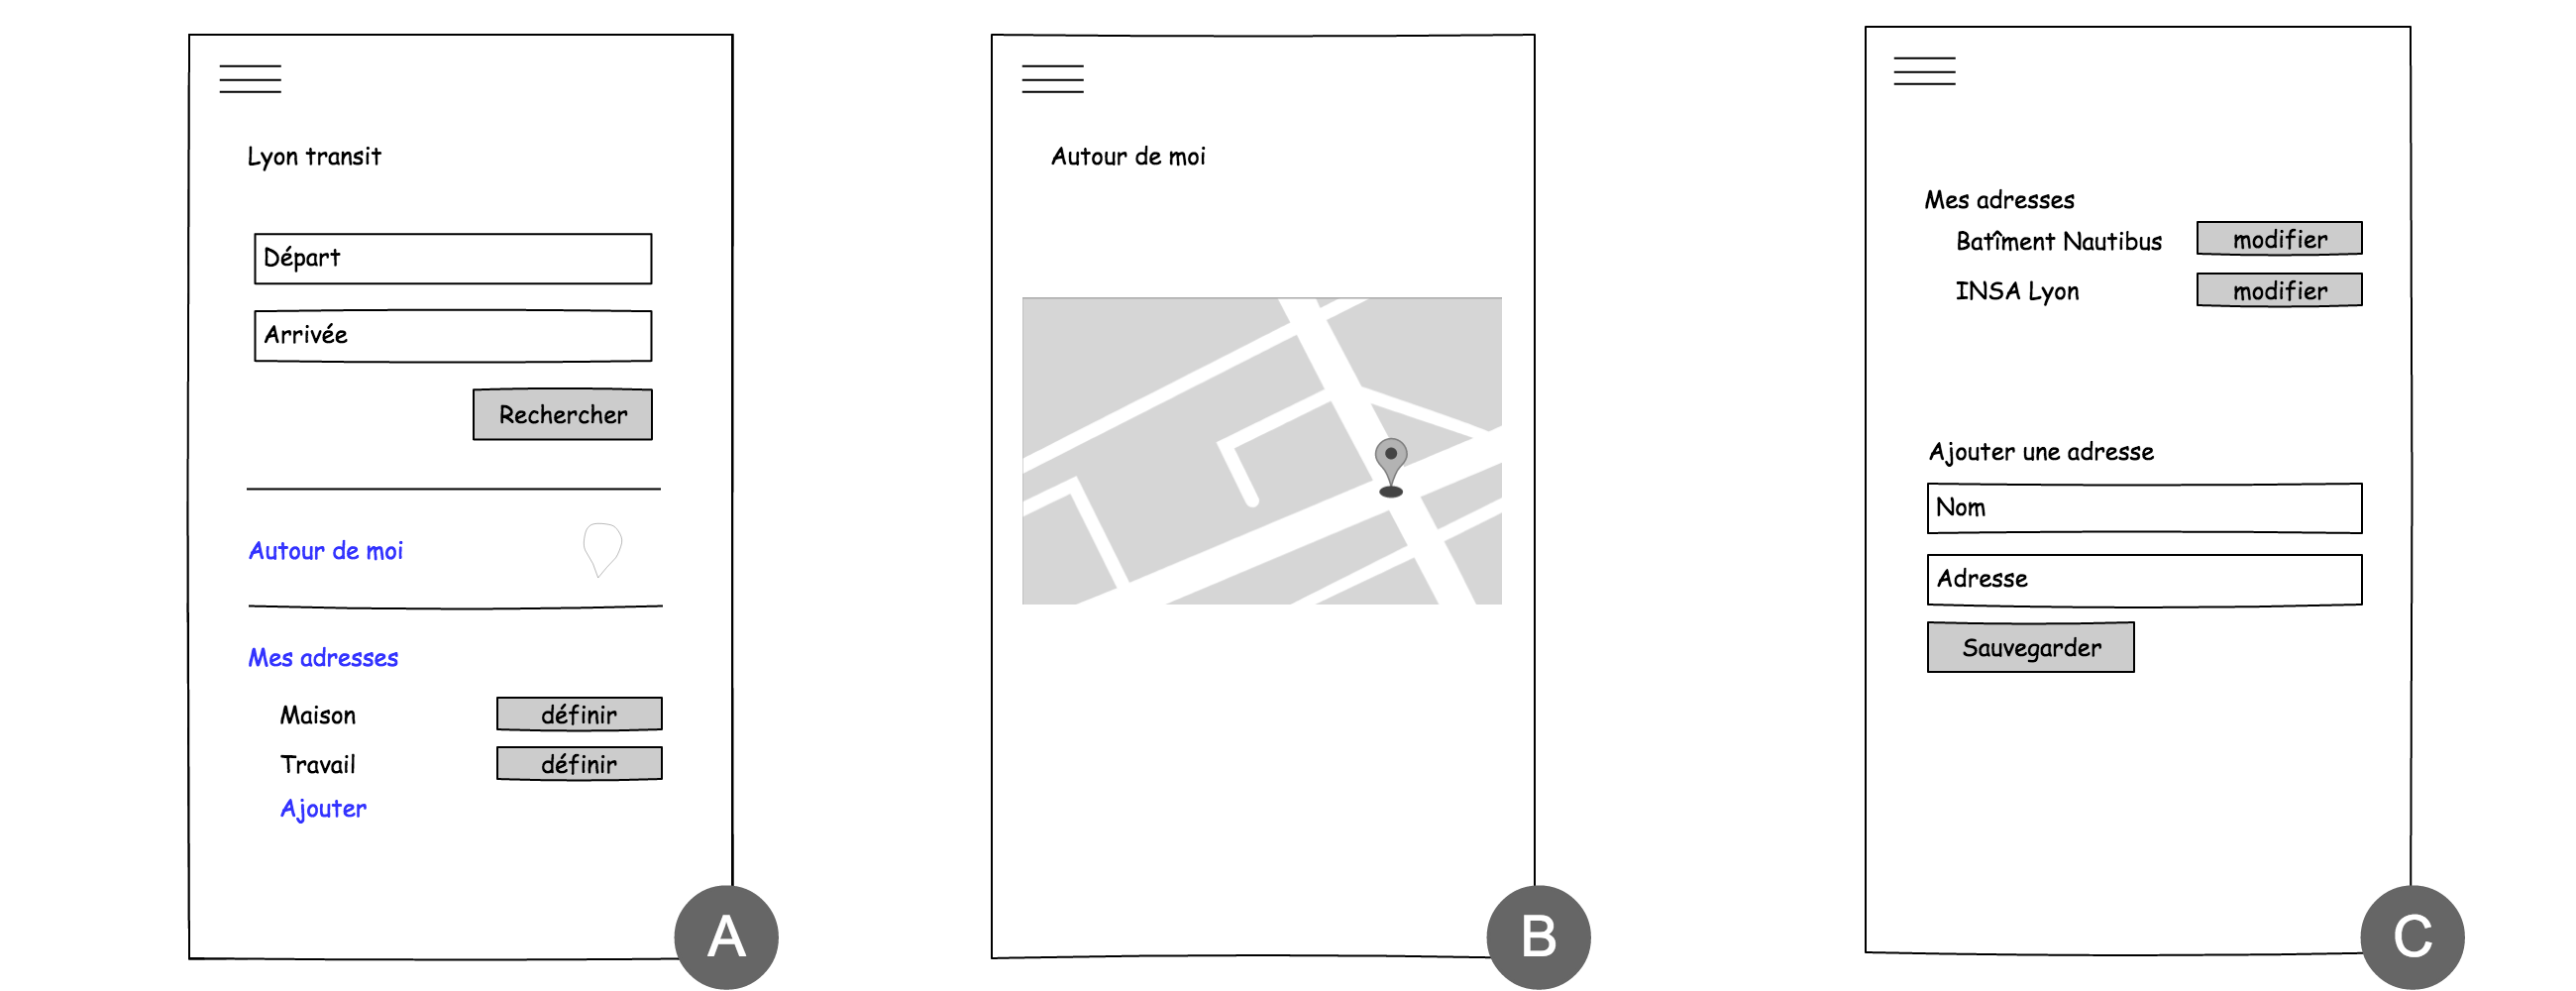 Lyon transit
Départ
Arrivée
Rechercher
Autour de moi
Mes adresses
Maison définir
Travail définir
Ajouter
A
Autour de moi
B
Mes adresses
Batîment Nautibus modifier
INSA Lyon modifier
Ajouter une adresse
Nom
Adresse
Sauvegarder
C